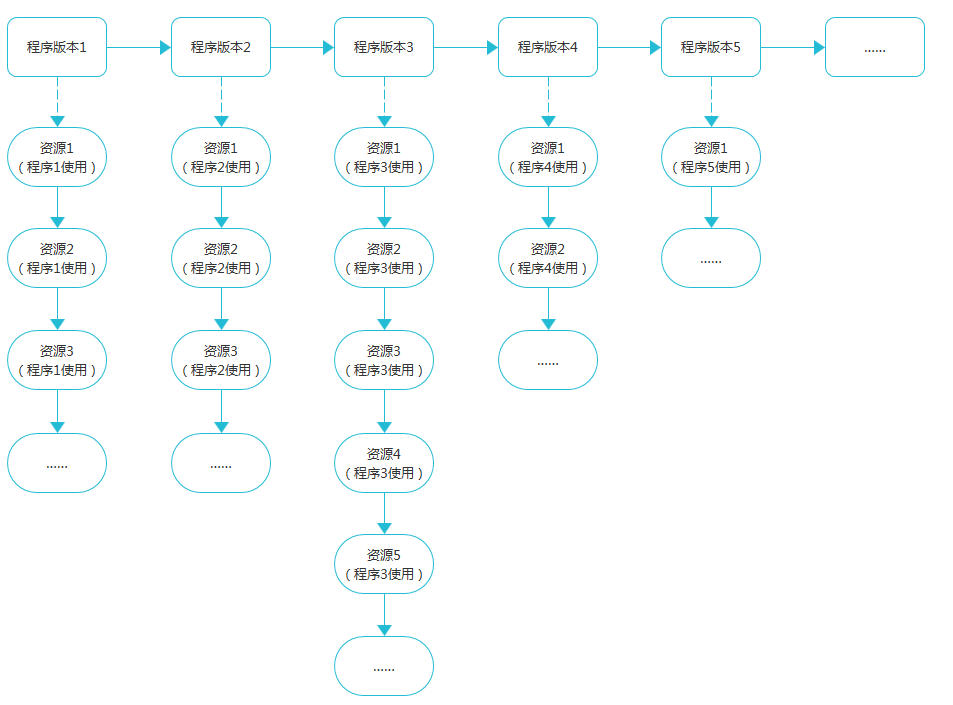 程序版本1
程序版本2
程序版本3
程序版本4
程序版本5
......
资源1
（程序1使用）
资源1
（程序2使用）
资源1
（程序3使用）
资源1
（程序4使用）
资源1
（程序5使用）
资源2
（程序1使用）
资源2
（程序2使用）
资源2
（程序3使用）
资源2
（程序4使用）
......
资源3
（程序1使用）
资源3
（程序2使用）
资源3
（程序3使用）
......
......
......
资源4
（程序3使用）
资源5
（程序3使用）
......